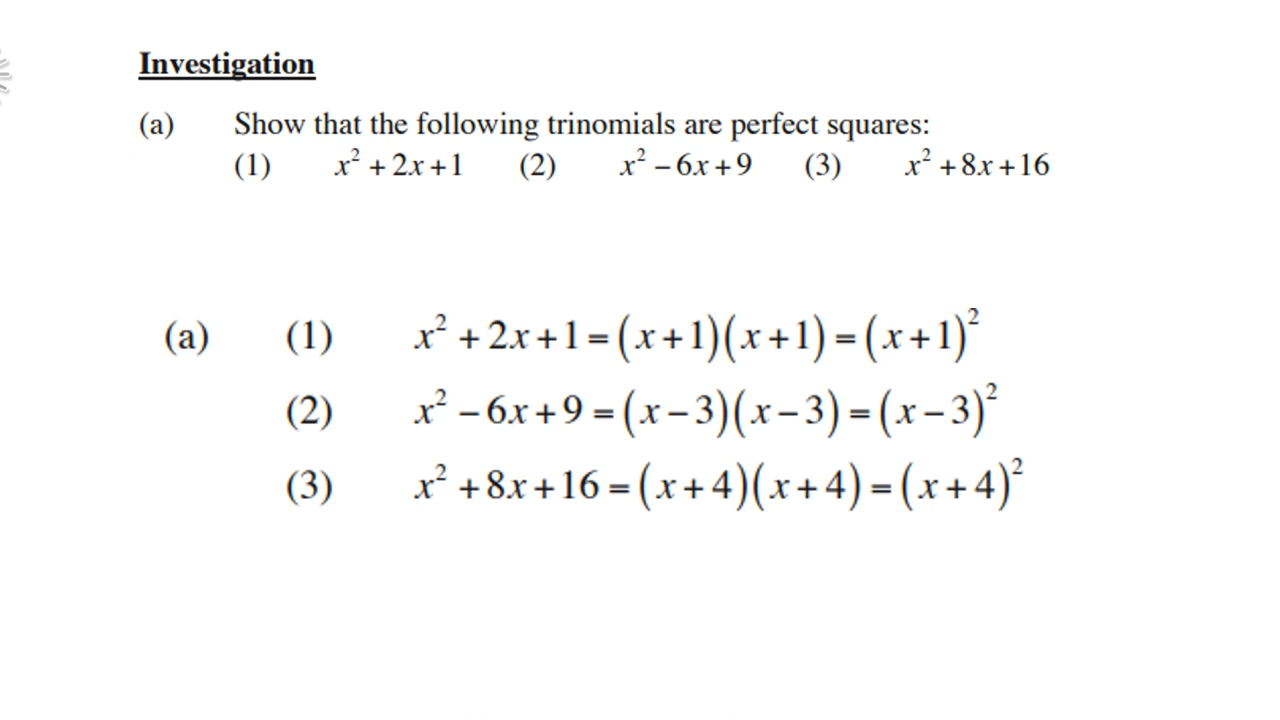 Investigation
(a) Show that the following trinomials are perfect squares:
(1) x² + 2x + 1 (2) x² − 6x + 9 (3) x² + 8x + 16
(a) (1) x² + 2x + 1 = (x + 1)(x + 1) = (x + 1)²
(2) x² − 6x + 9 = (x − 3)(x − 3) = (x − 3)²
(3) x² + 8x + 16 = (x + 4)(x + 4) = (x + 4)²